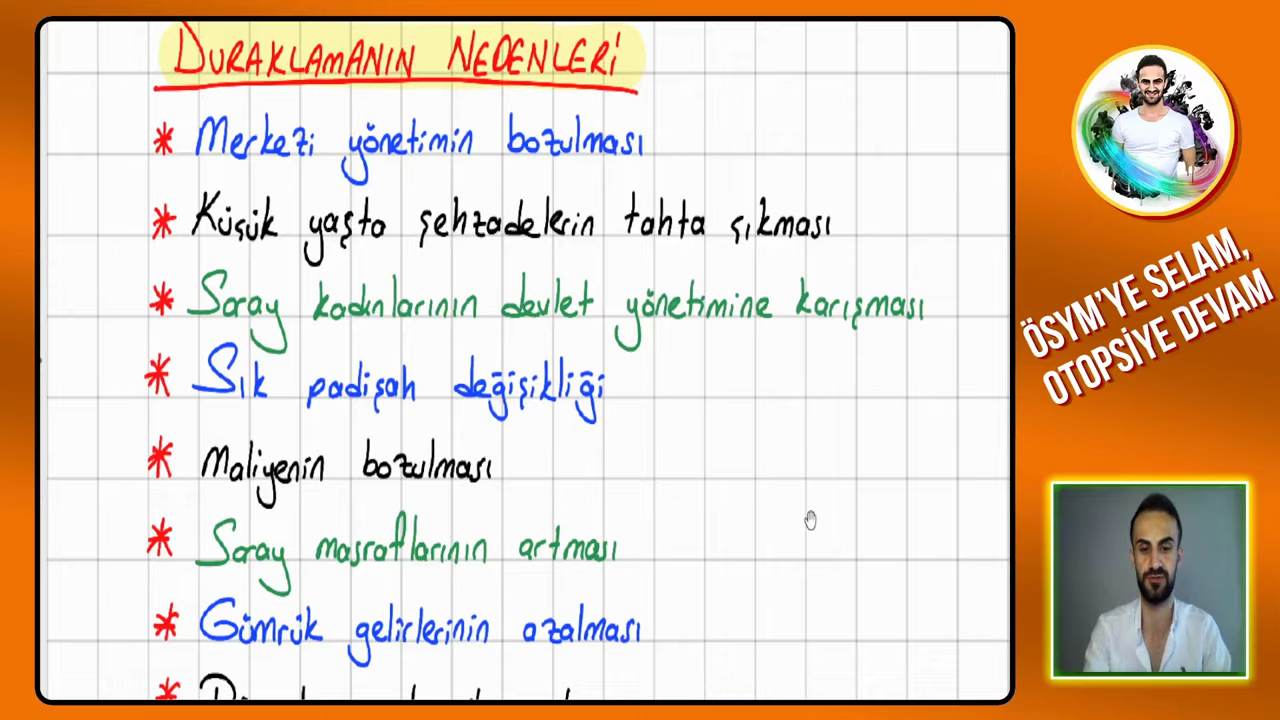 DURAKLAMANIN NEDENLERİ
* Merkezi yönetimin bozulması
* Küçük yaşta şehzadelerin tahta çıkması
* Saray kadınlarının devlet yönetimine karışması
* Sık padişah değişikliği
* Maliyenin bozulması
* Saray masraflarının artması
* Gümrük gelirlerinin azalması
ÖSYM'YE SELAM,
OTOPSİYE DEVAM